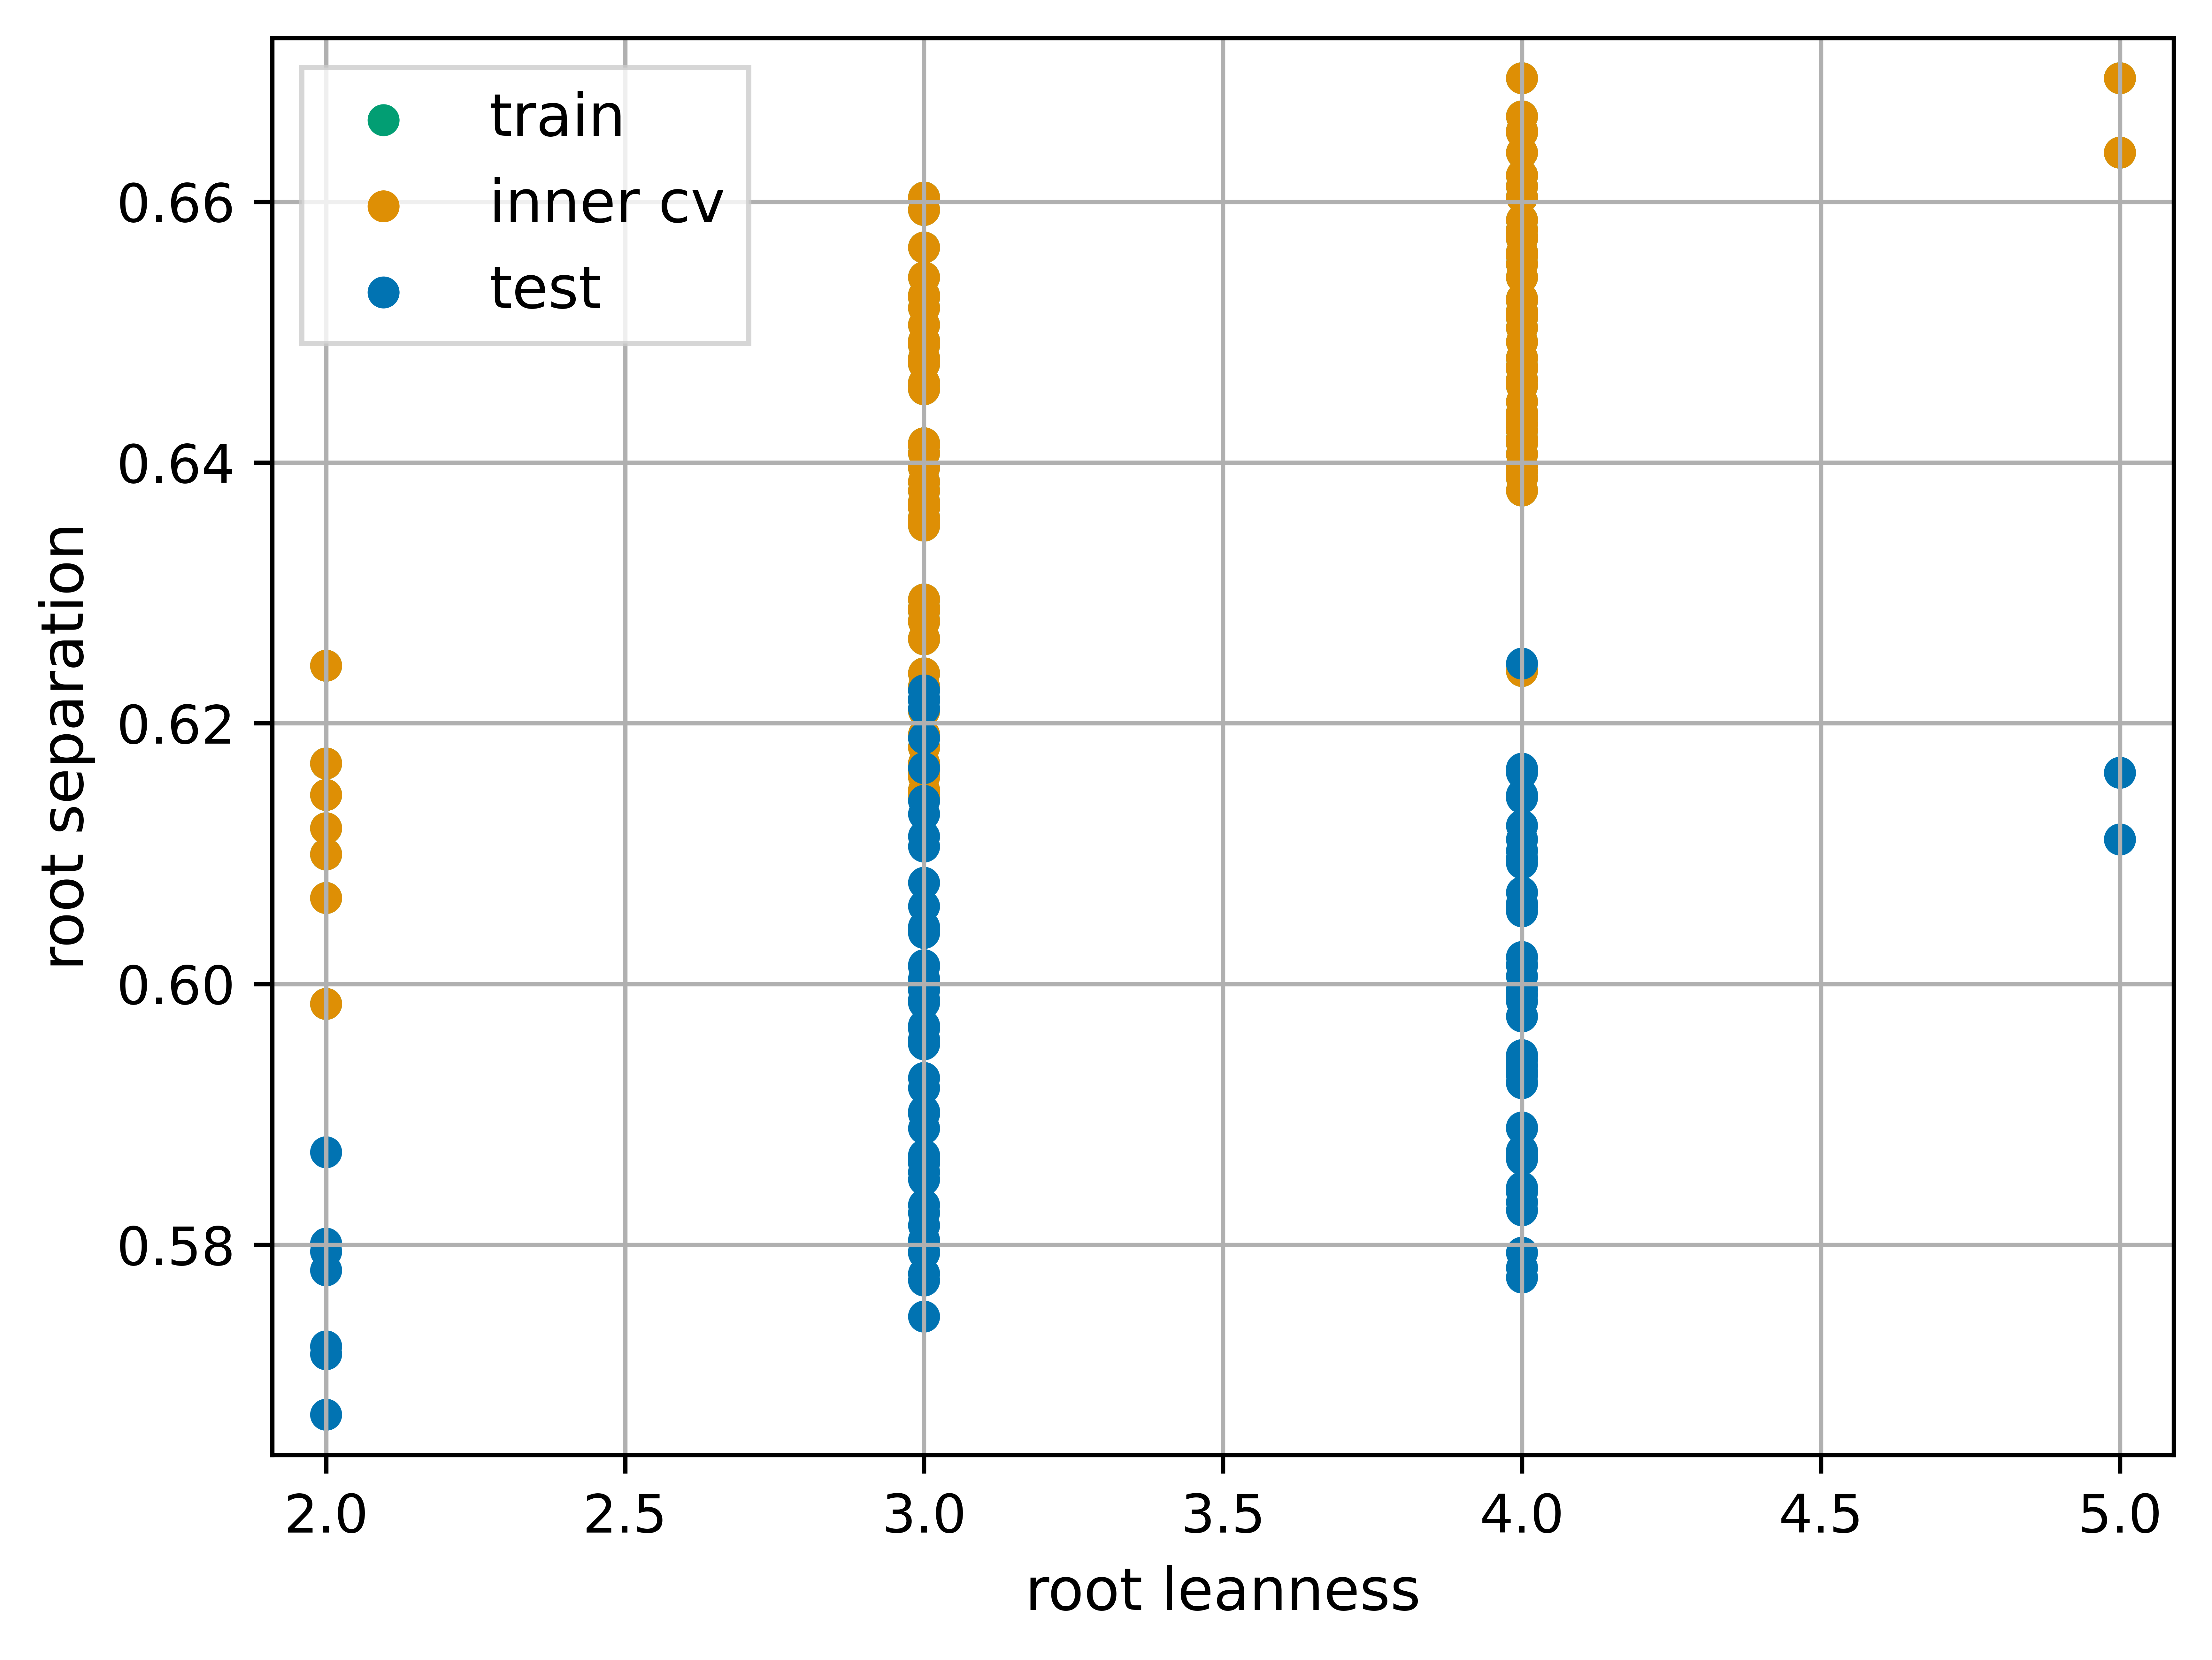 train
inner cv
test
0.66
0.64
0.62
0.60
0.58
root separation
2.0 2.5 3.0 3.5 4.0 4.5 5.0
root leanness